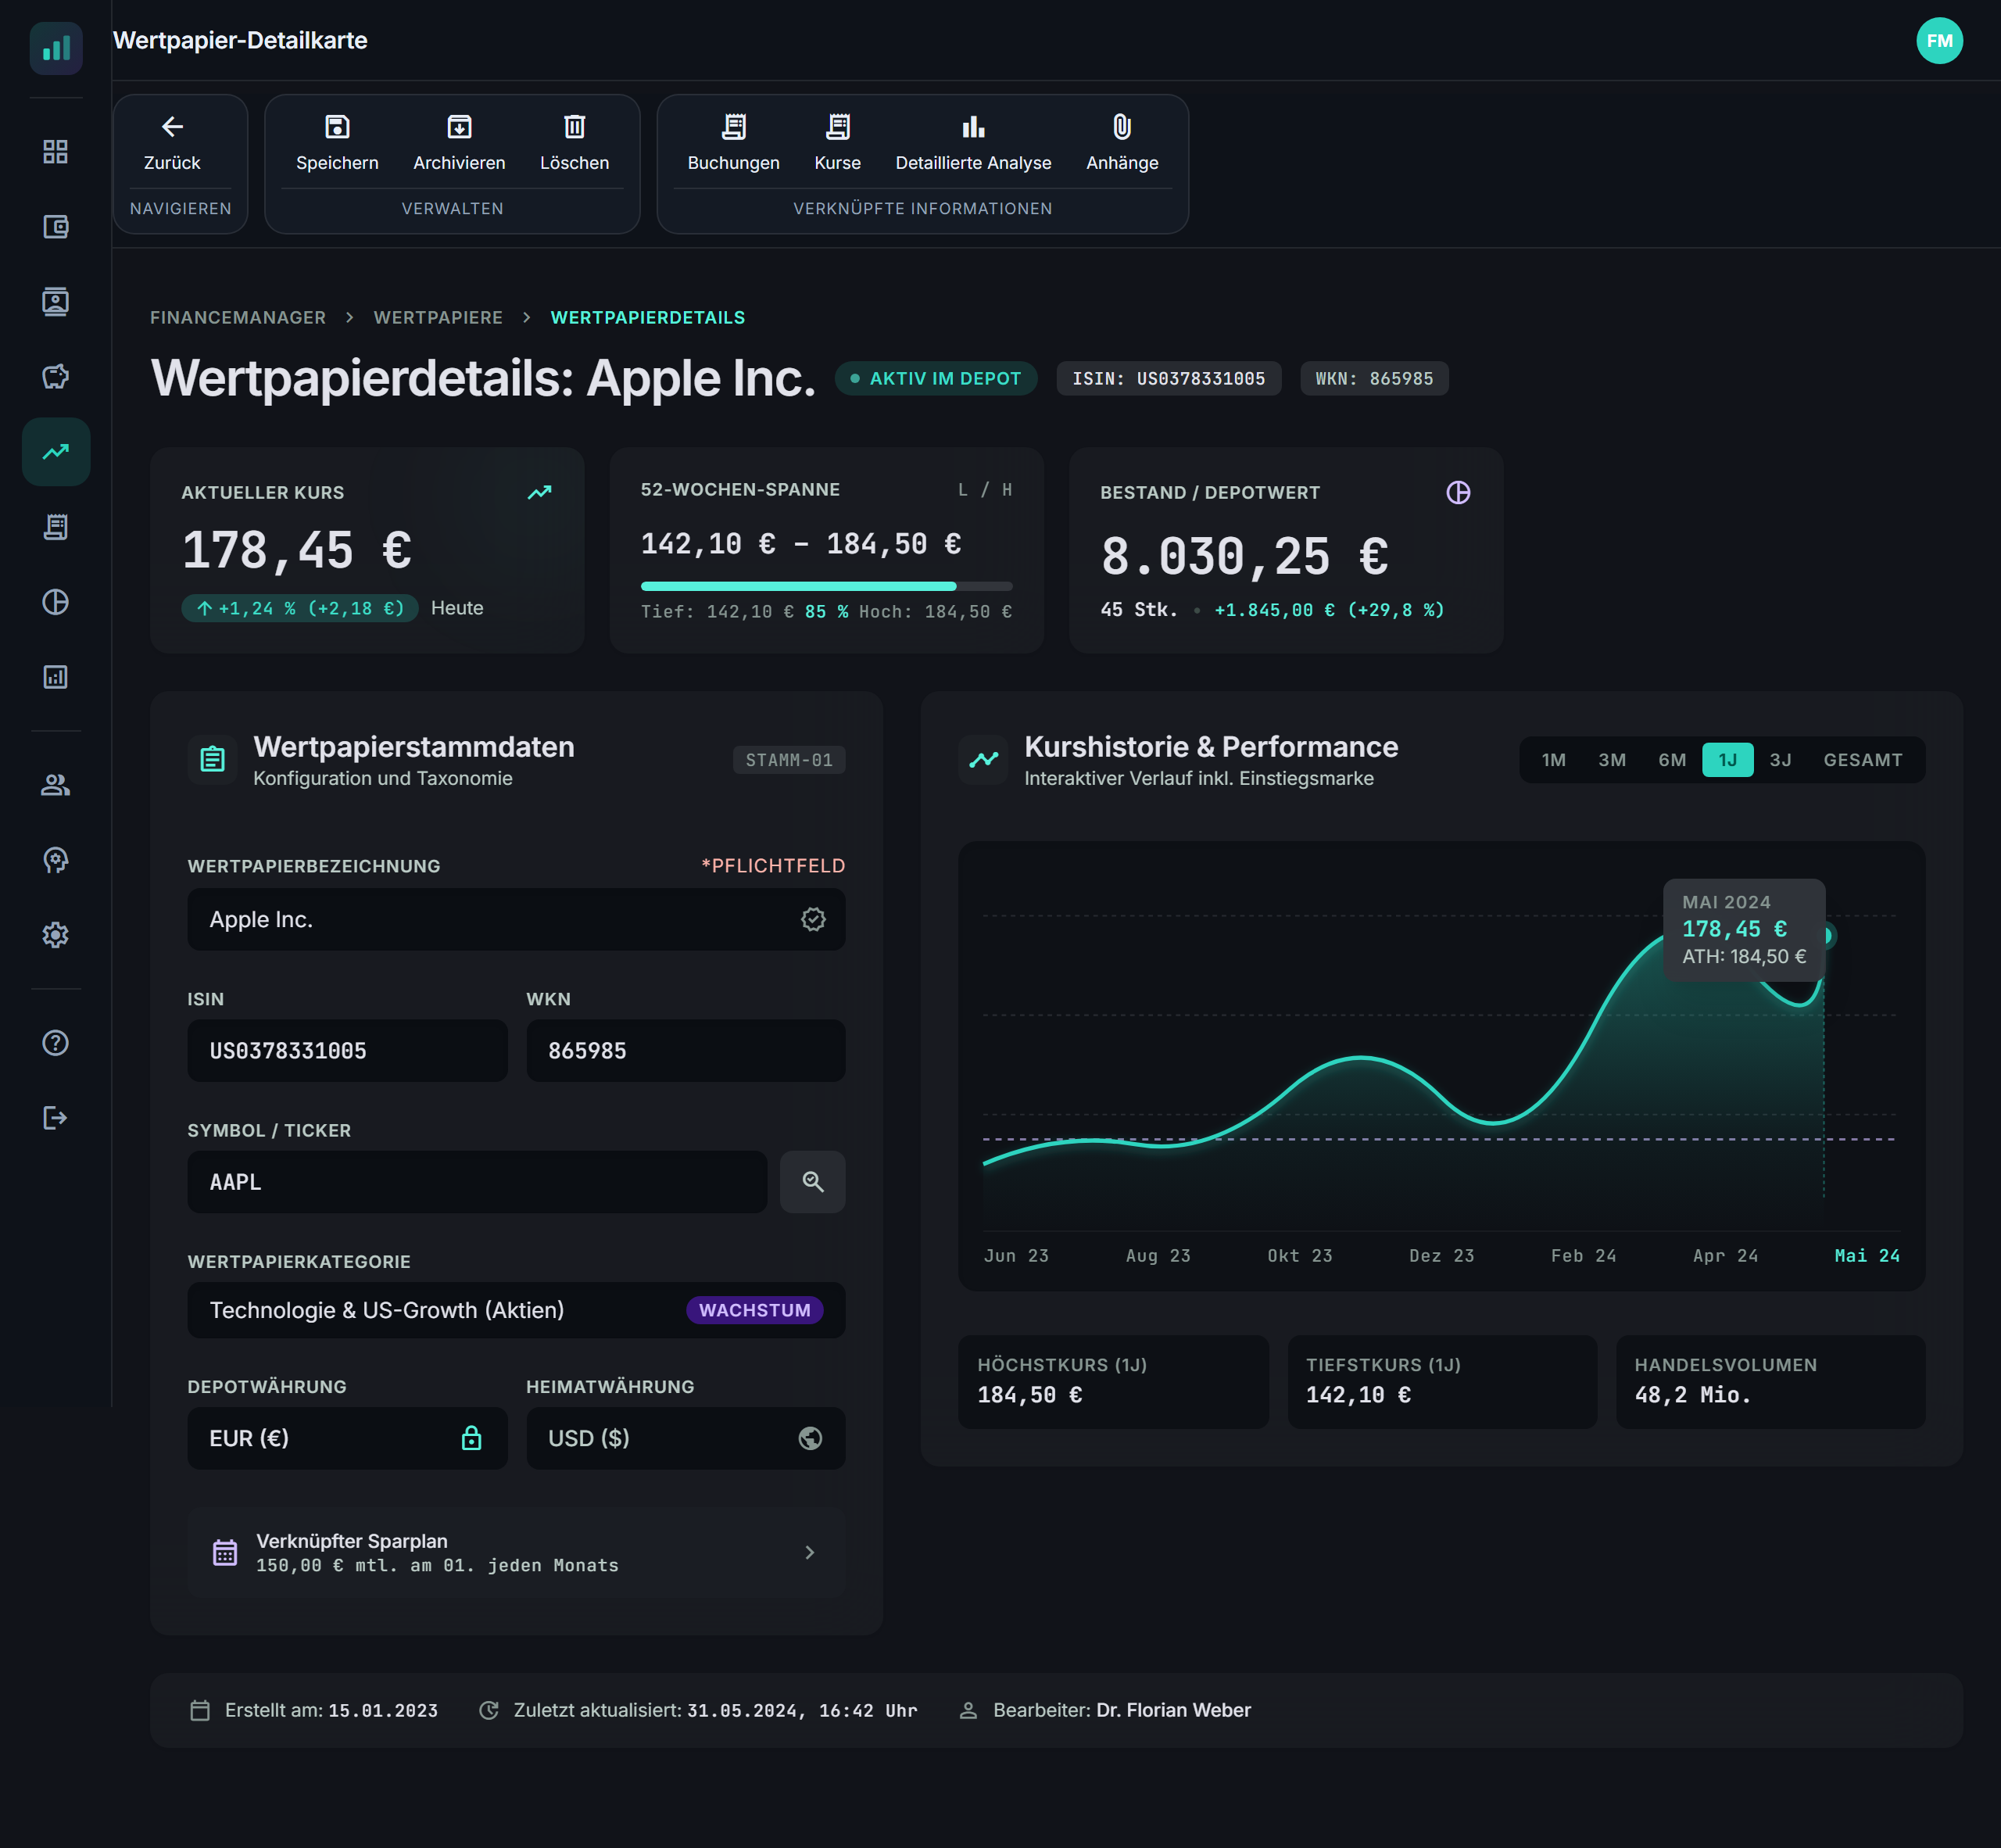 Wertpapier-Detailkarte
FM
Zurück
NAVIGIEREN
Speichern Archivieren Löschen
VERWALTEN
Buchungen Kurse Detaillierte Analyse Anhänge
VERKNÜPFTE INFORMATIONEN
FINANCEMANAGER > WERTPAPIERE > WERTPAPIERDETAILS
Wertpapierdetails: Apple Inc.
AKTIV IM DEPOT
ISIN: US0378331005
WKN: 865985
AKTUELLER KURS
178,45 €
+1,24 % (+2,18 €) Heute
52-WOCHEN-SPANNE L / H
142,10 € – 184,50 €
Tief: 142,10 € 85 % Hoch: 184,50 €
BESTAND / DEPOTWERT
8.030,25 €
45 Stk. • +1.845,00 € (+29,8 %)
Wertpapierstammdaten
Konfiguration und Taxonomie
STAMM-01
WERTPAPIERBEZEICHNUNG *PFLICHTFELD
Apple Inc.
ISIN WKN
US0378331005 865985
SYMBOL / TICKER
AAPL
WERTPAPIERKATEGORIE
Technologie & US-Growth (Aktien) WACHSTUM
DEPOTWÄHRUNG HEIMATWÄHRUNG
EUR (€) USD ($)
Verknüpfter Sparplan
150,00 € mtl. am 01. jeden Monats
Kurshistorie & Performance
Interaktiver Verlauf inkl. Einstiegsmarke
1M 3M 6M 1J 3J GESAMT
MAI 2024
178,45 €
ATH: 184,50 €
Jun 23 Aug 23 Okt 23 Dez 23 Feb 24 Apr 24 Mai 24
HÖCHSTKURS (1J)
184,50 €
TIEFSTKURS (1J)
142,10 €
HANDELSVOLUMEN
48,2 Mio.
Erstellt am: 15.01.2023 Zuletzt aktualisiert: 31.05.2024, 16:42 Uhr Bearbeiter: Dr. Florian Weber